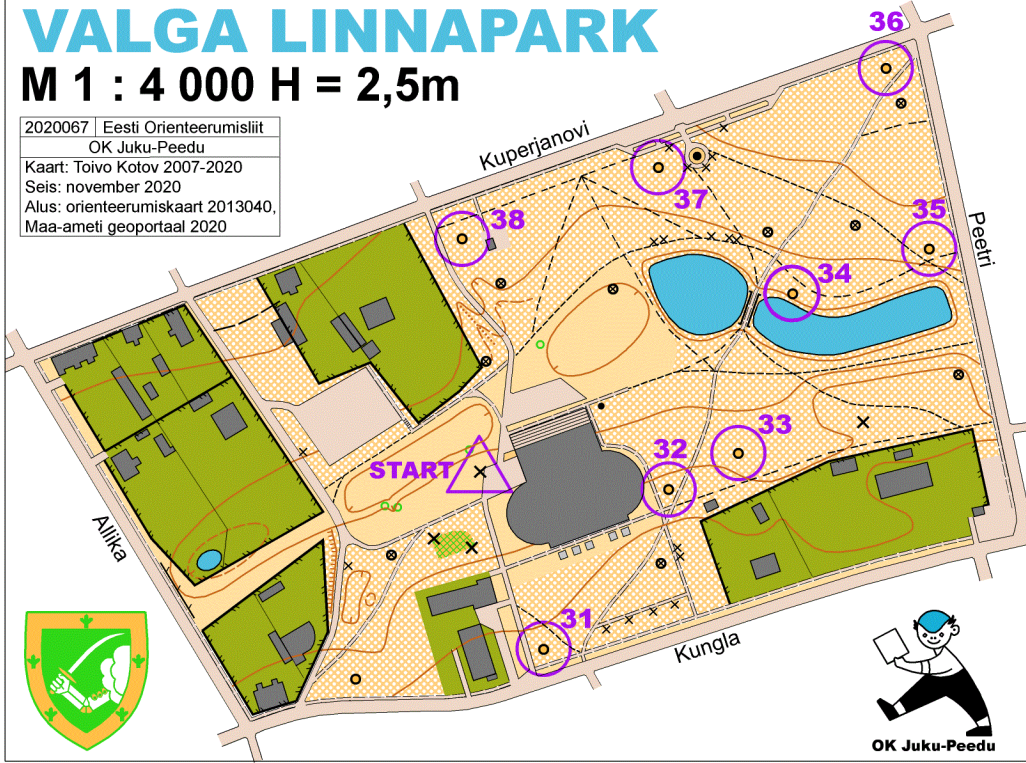 VALGA LINNAPARK
M 1 : 4 000 H = 2,5m
2020067 Eesti Orienteerumisliit
OK Juku-Peedu
Kaart: Toivo Kotov 2007-2020
Seis: november 2020
Alus: orienteerumiskaart 2013040,
Maa-ameti geoportaal 2020
36
Kuperjanovi
37
38
35
Peetri
34
33
32
START
Allika
31
Kungla
OK Juku-Peedu